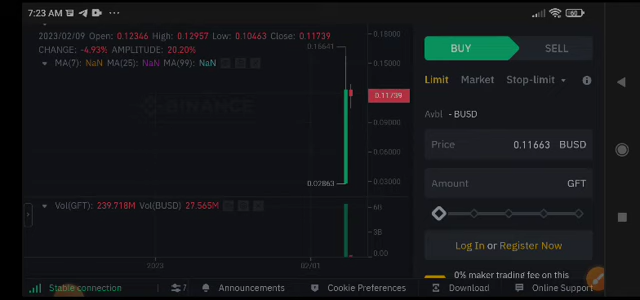 7:23 AM
2023/02/09 Open: 0.12346 High: 0.12957 Low: 0.10463 Close: 0.11739
CHANGE: -4.93% AMPLITUDE: 20.20%
MA(7): NaN MA(25): NaN MA(99): NaN
0.16641
0.18000
0.15000
0.11739
0.09000
0.06000
0.03000
0.02863
BINANCE
Vol(GFT): 239.718M Vol(BUSD) 27.565M
6B
3B
0.00
2023 02/01
BUY SELL
Limit Market Stop-limit
Avbl - BUSD
Price 0.11663 BUSD
Amount GFT
Log In or Register Now
0% maker trading fee on this
Stable connection Announcements Cookie Preferences Download Online Support